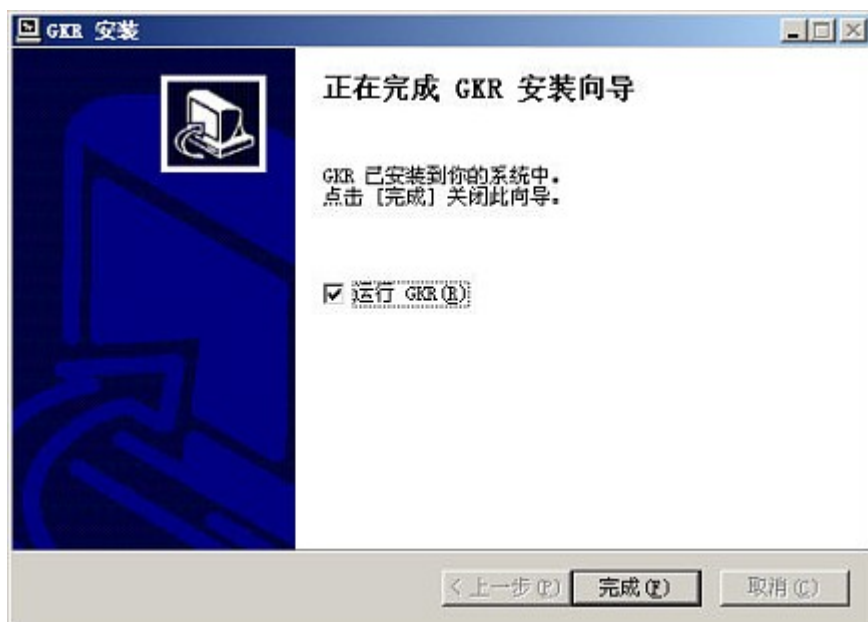 GKR 安装
正在完成 GKR 安装向导
GKR 已安装到你的系统中。
点击 [完成] 关闭此向导。
运行 GKR(R)
< 上一步(P)
完成(F)
取消(C)